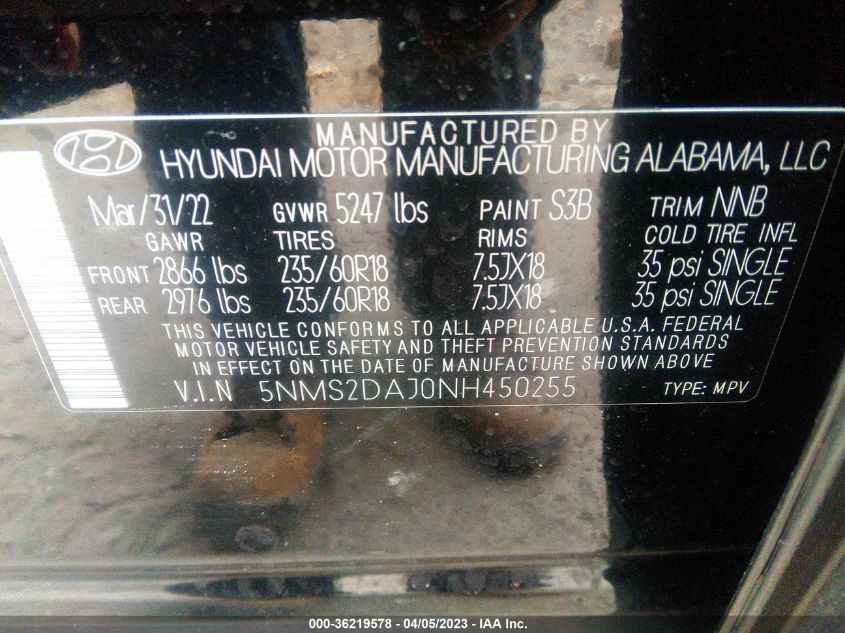 MANUFACTURED BY
HYUNDAI MOTOR MANUFACTURING ALABAMA, LLC
Mar/31/22 GVWR 5247 lbs PAINT S3B TRIM NNB
GAWR TIRES RIMS COLD TIRE INFL
FRONT 2866 lbs 235/60R18 7.5JX18 35 psi SINGLE
REAR 2976 lbs 235/60R18 7.5JX18 35 psi SINGLE
THIS VEHICLE CONFORMS TO ALL APPLICABLE U.S.A. FEDERAL
MOTOR VEHICLE SAFETY AND THEFT PREVENTION STANDARDS
IN EFFECT ON THE DATE OF MANUFACTURE SHOWN ABOVE
V.I.N 5NMS2DAJ0NH450255 TYPE: MPV
000-36219578 - 04/05/2023 - IAA Inc.